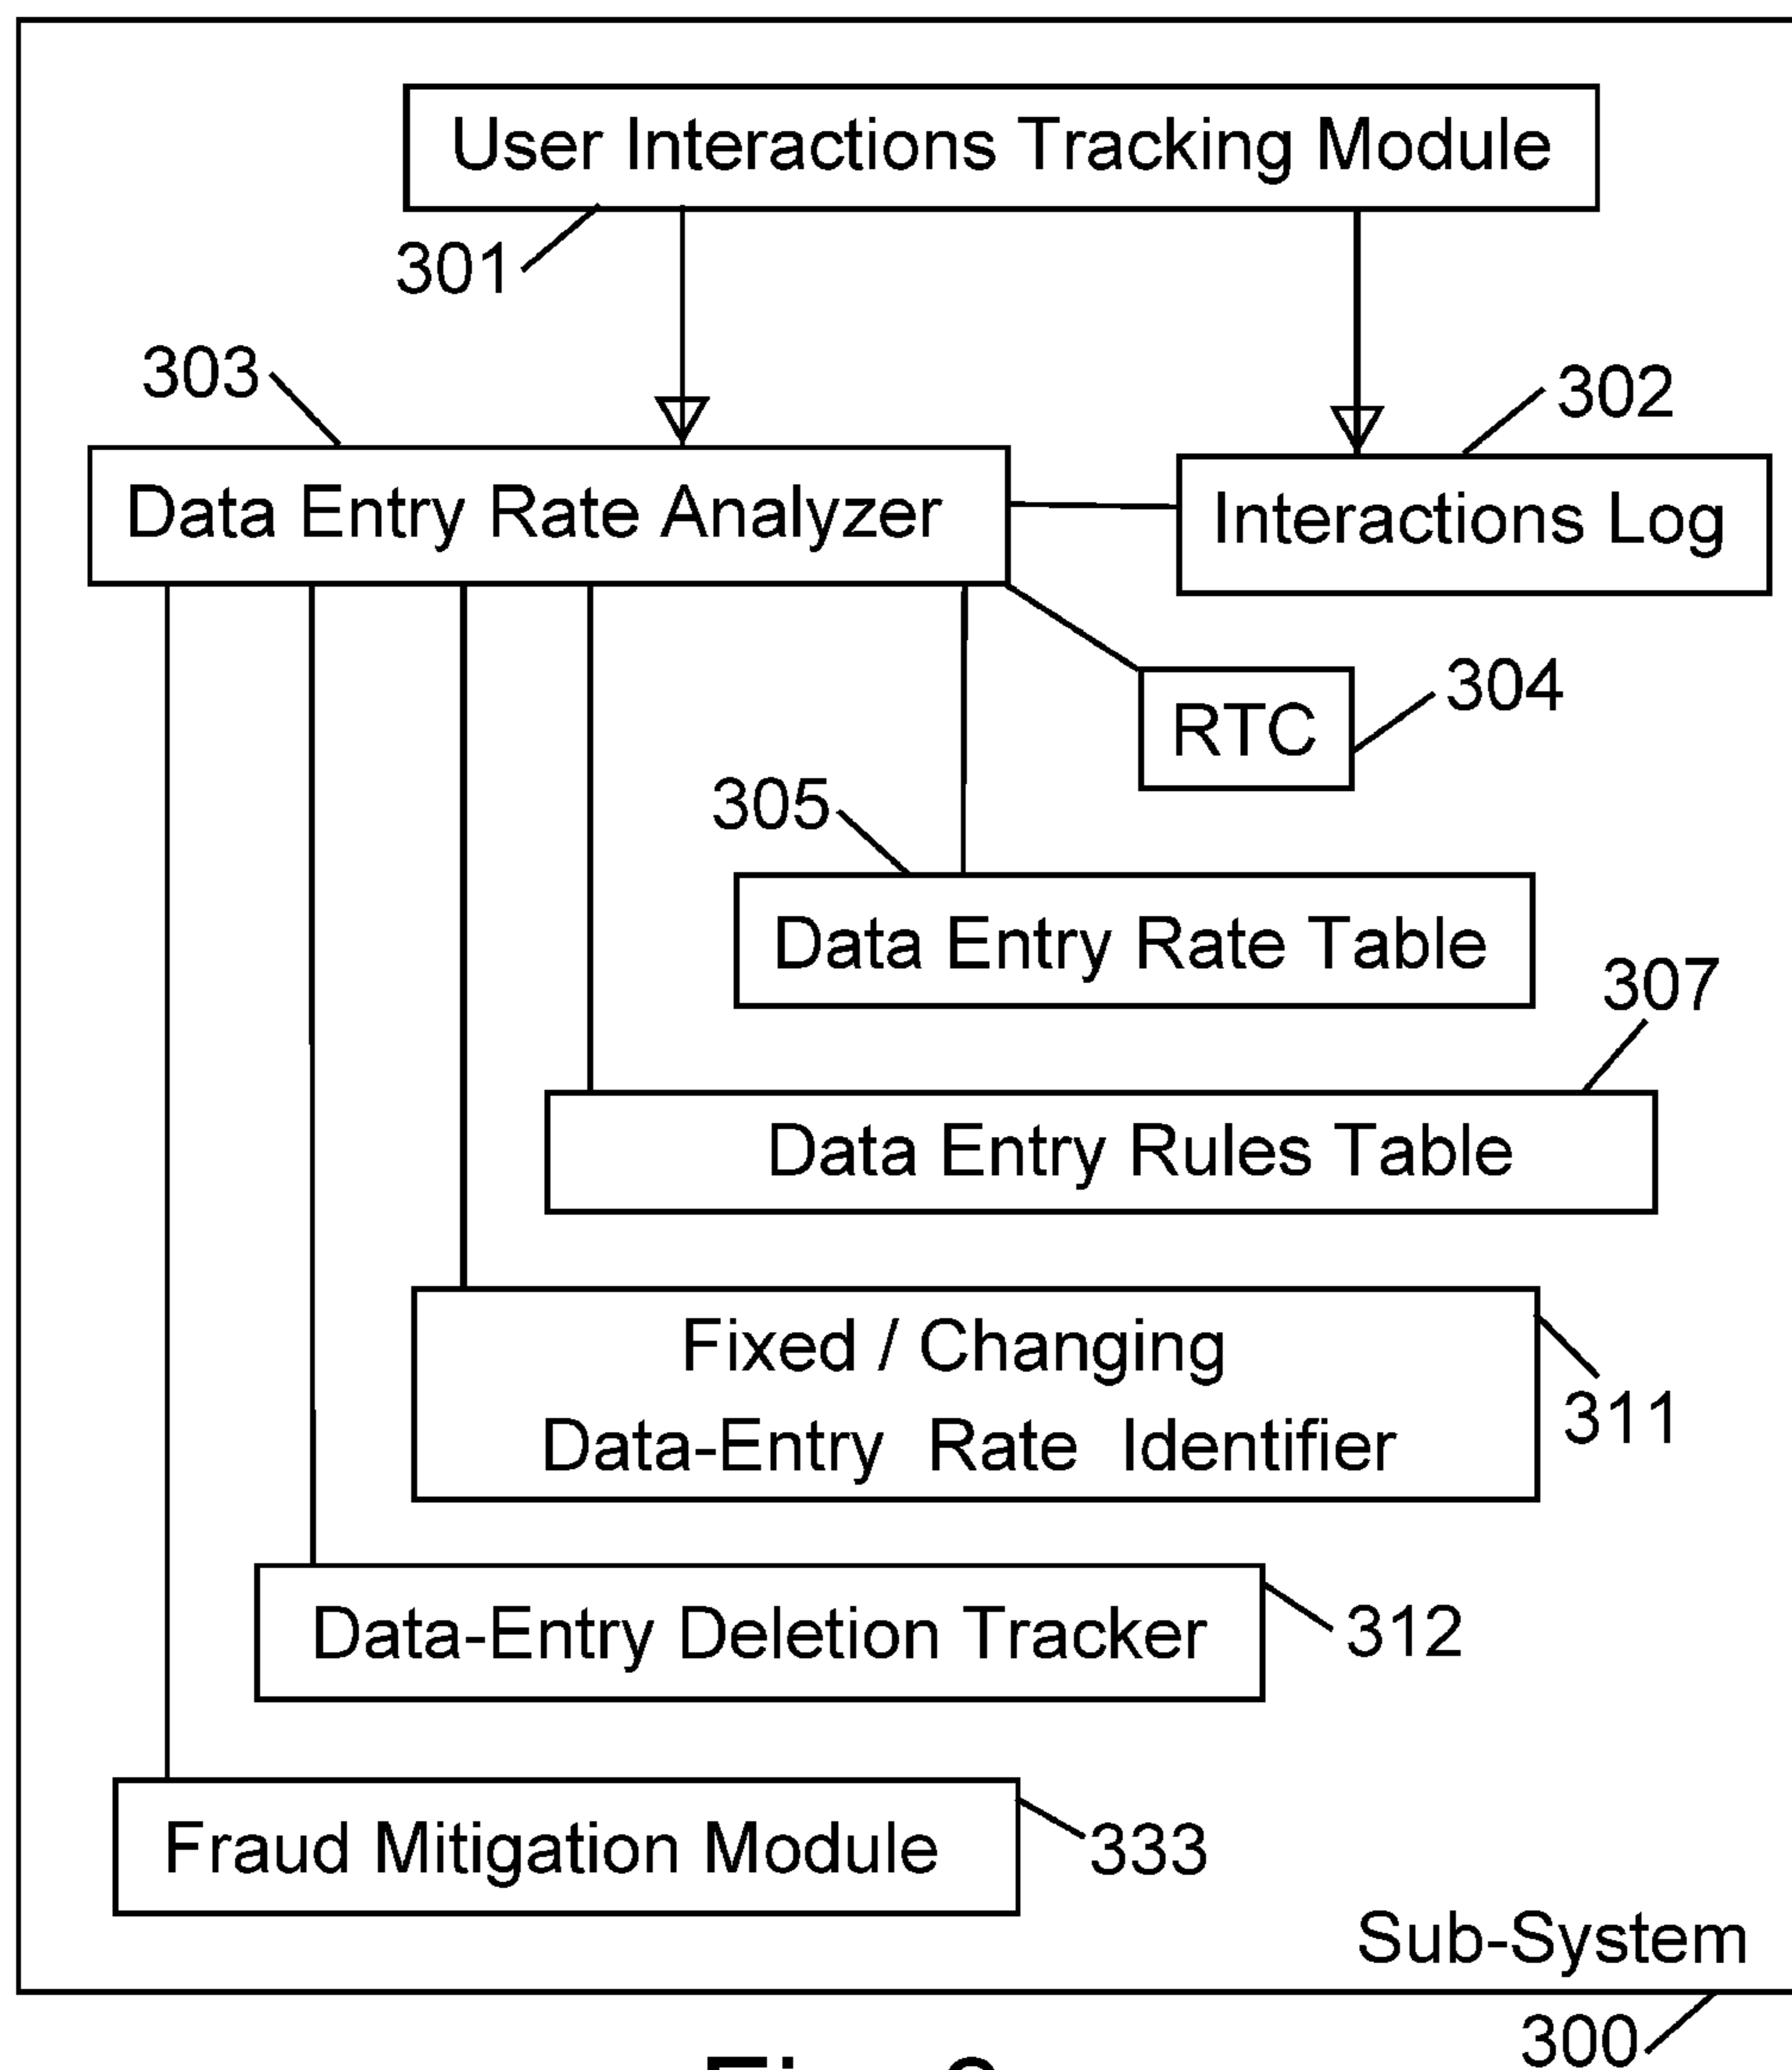 User Interactions Tracking Module
301
303
302
Data Entry Rate Analyzer
Interactions Log
304
RTC
305
Data Entry Rate Table
307
Data Entry Rules Table
Fixed / Changing
Data-Entry Rate Identifier
311
Data-Entry Deletion Tracker
312
Fraud Mitigation Module
333
Sub-System
300